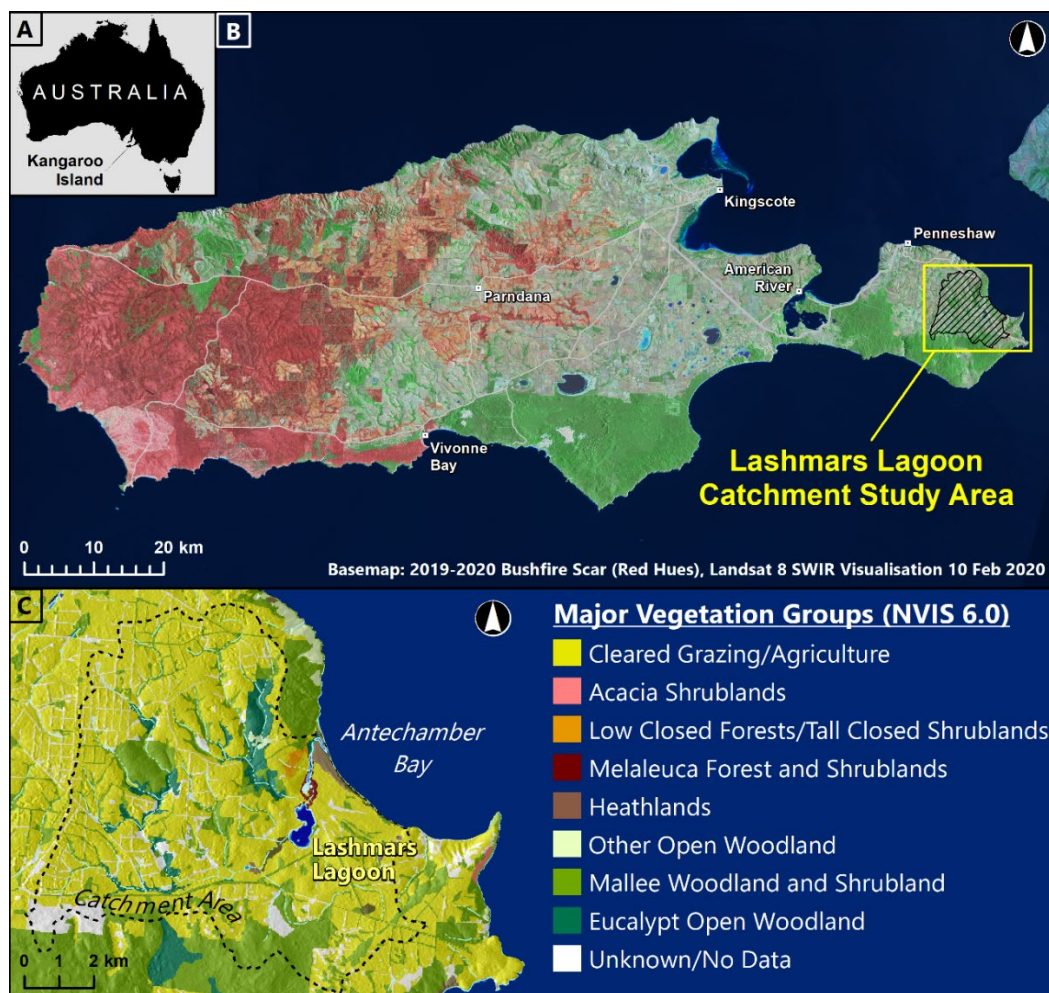 A
AUSTRALIA
Kangaroo
Island
B
Kingscote
Penneshaw
American
River
Parndana
Vivonne
Bay
Lashmars Lagoon
Catchment Study Area
0 10 20 km
Basemap: 2019-2020 Bushfire Scar (Red Hues), Landsat 8 SWIR Visualisation 10 Feb 2020
C
Antechamber
Bay
Lashmars
Lagoon
Catchment Area
0 1 2 km
Major Vegetation Groups (NVIS 6.0)
Cleared Grazing/Agriculture
Acacia Shrublands
Low Closed Forests/Tall Closed Shrublands
Melaleuca Forest and Shrublands
Heathlands
Other Open Woodland
Mallee Woodland and Shrubland
Eucalypt Open Woodland
Unknown/No Data